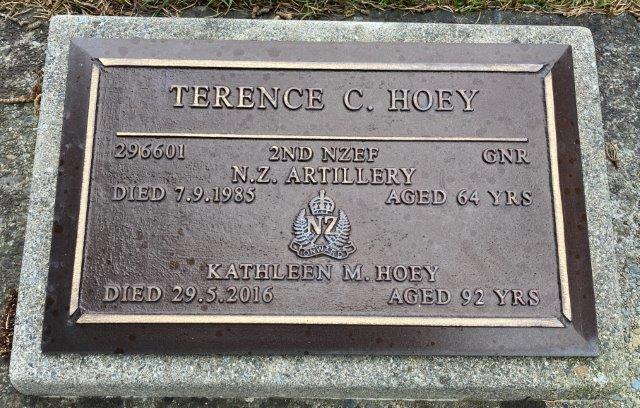 TERENCE C. HOEY
296601 2ND NZEF GNR
N.Z. ARTILLERY
DIED 7.9.1985 AGED 64 YRS
NZ
ONWARD
KATHLEEN M. HOEY
DIED 29.5.2016 AGED 92 YRS